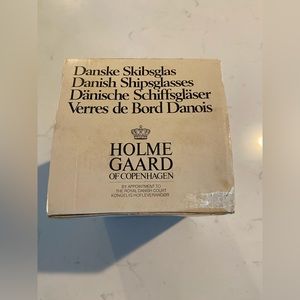 Danske Skibsglas
Danish Shipsglasses
Dänische Schiffsgläser
Verres de Bord Danois
HOLME
GAARD
OF COPENHAGEN
BY APPOINTMENT TO
THE ROYAL DANISH COURT
KONGELIG HOFLEVERANDØR